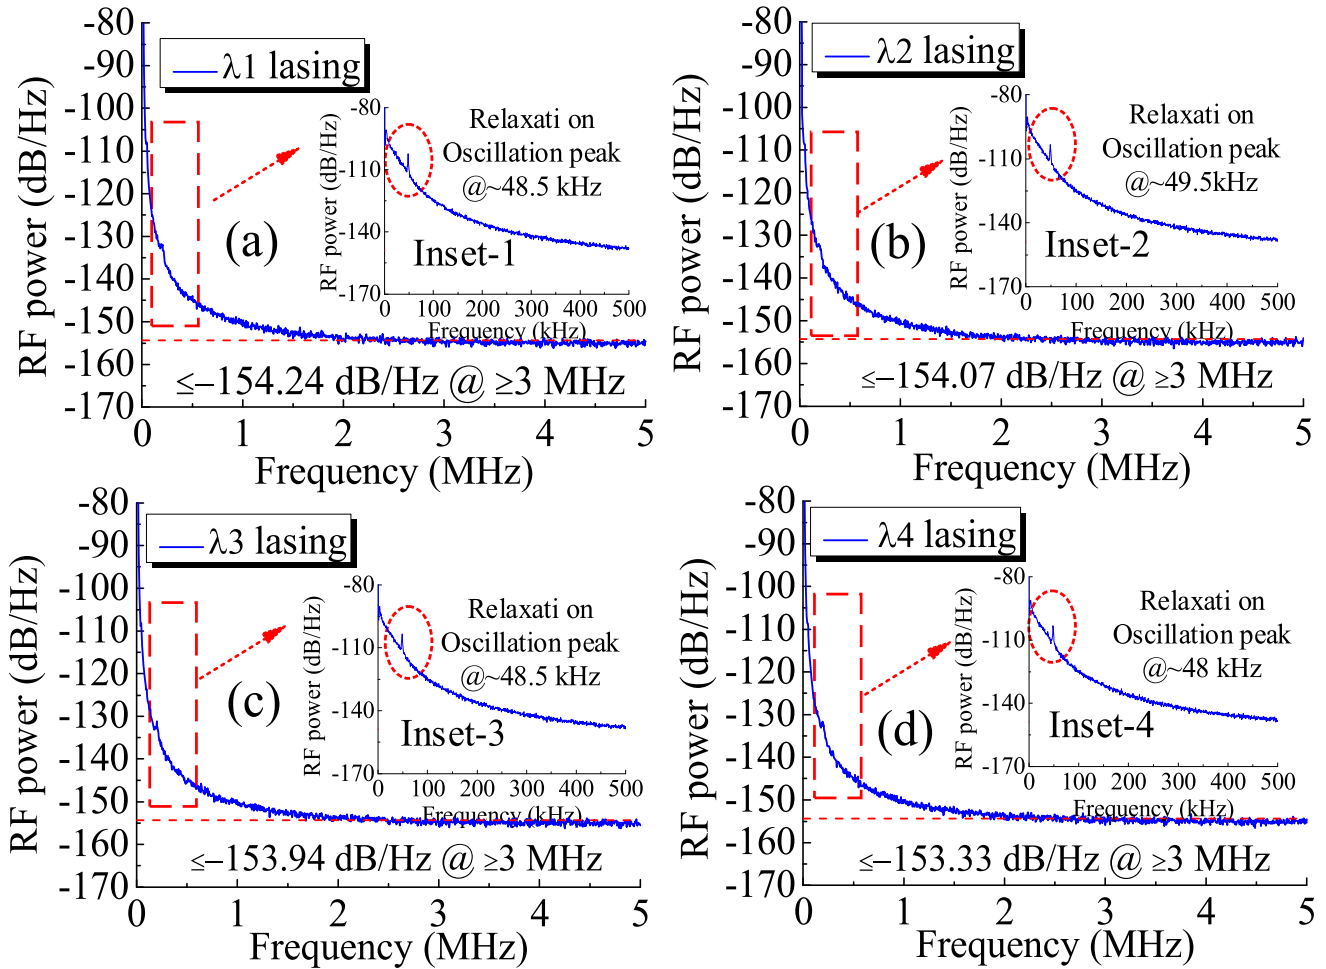 -80
-90
-100
-110
-120
-130
-140
-150
-160
-170
RF power (dB/Hz)
λ1 lasing
-80
-110
-140
-170
RF power (dB/Hz)
Relaxati on
Oscillation peak
@~48.5 kHz
(a)
Inset-1
0 100 200 300 400 500
Frequency (kHz)
≤–154.24 dB/Hz @ ≥3 MHz
0 1 2 3 4 5
Frequency (MHz)
-80
-90
-100
-110
-120
-130
-140
-150
-160
-170
RF power (dB/Hz)
λ2 lasing
-80
-110
-140
-170
RF power (dB/Hz)
Relaxati on
Oscillation peak
@~49.5kHz
(b)
Inset-2
0 100 200 300 400 500
Frequency (kHz)
≤–154.07 dB/Hz @ ≥3 MHz
0 1 2 3 4 5
Frequency (MHz)
-80
-90
-100
-110
-120
-130
-140
-150
-160
-170
RF power (dB/Hz)
λ3 lasing
-80
-110
-140
-170
RF power (dB/Hz)
Relaxati on
Oscillation peak
@~48.5 kHz
(c)
Inset-3
0 100 200 300 400 500
Frequency (kHz)
≤–153.94 dB/Hz @ ≥3 MHz
0 1 2 3 4 5
Frequency (MHz)
-80
-90
-100
-110
-120
-130
-140
-150
-160
-170
RF power (dB/Hz)
λ4 lasing
-80
-110
-140
-170
RF power (dB/Hz)
Relaxati on
Oscillation peak
@~48 kHz
(d)
Inset-4
0 100 200 300 400 500
Frequency (kHz)
≤–153.33 dB/Hz @ ≥3 MHz
0 1 2 3 4 5
Frequency (MHz)